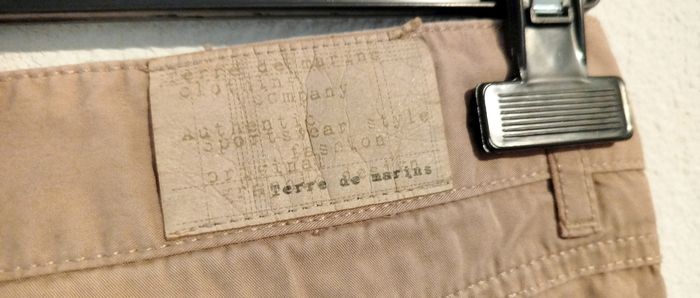 Terre de marins
clothing
company
Authentic
Sportswear style
fashion
original
Terre de marins